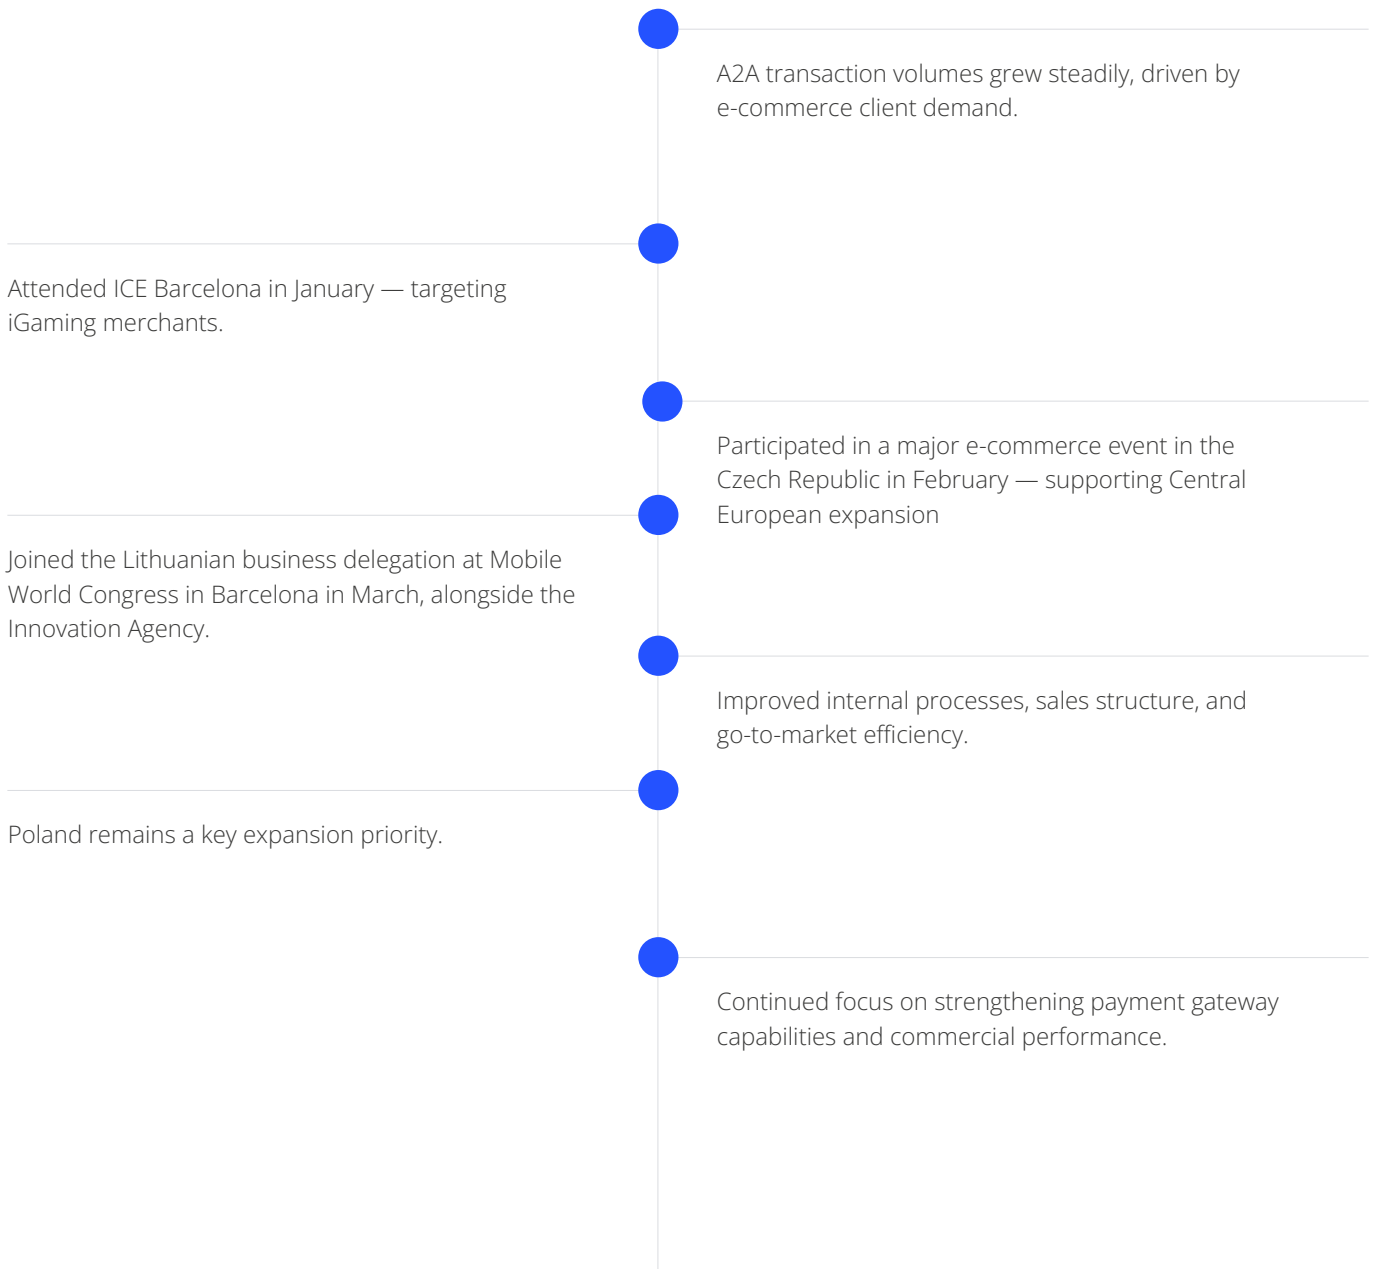 A2A transaction volumes grew steadily, driven by
e-commerce client demand.
Attended ICE Barcelona in January — targeting
iGaming merchants.
Participated in a major e-commerce event in the
Czech Republic in February — supporting Central
European expansion
Joined the Lithuanian business delegation at Mobile
World Congress in Barcelona in March, alongside the
Innovation Agency.
Improved internal processes, sales structure, and
go-to-market efficiency.
Poland remains a key expansion priority.
Continued focus on strengthening payment gateway
capabilities and commercial performance.